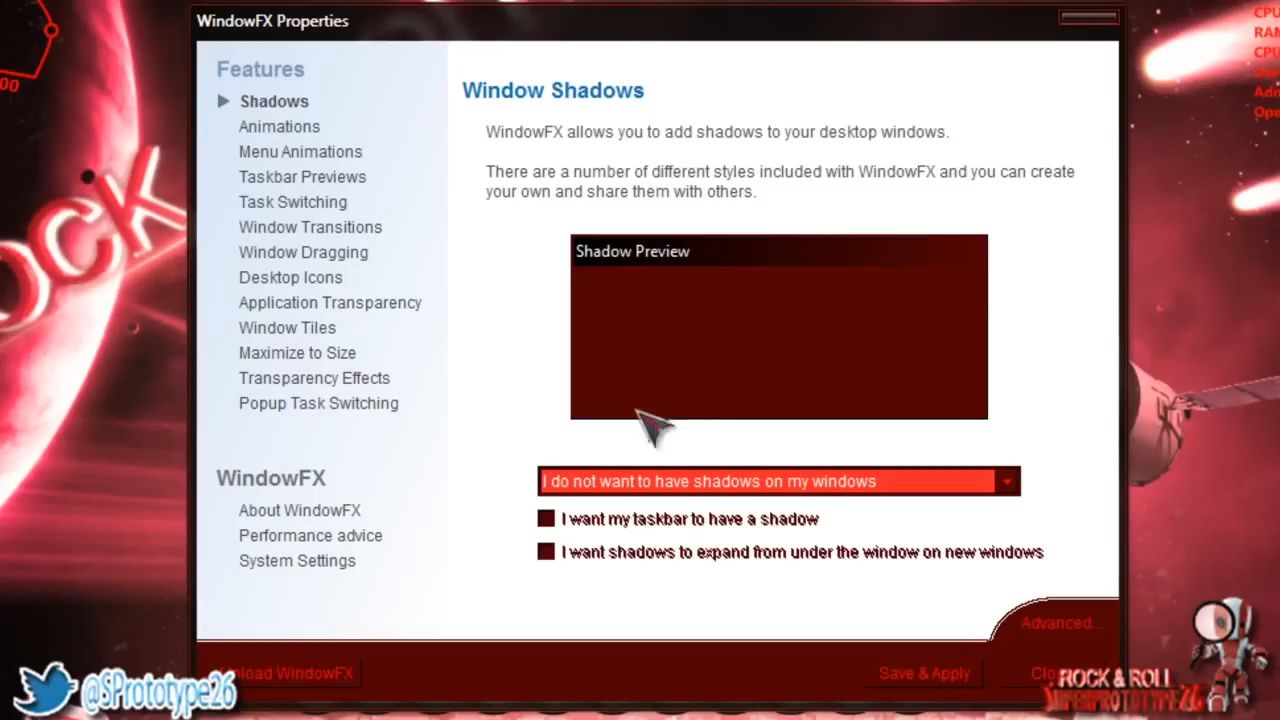 WindowFX Properties
CPU
RAM
CPU
Adm
Ope
00
OCK
Features
Shadows
Animations
Menu Animations
Taskbar Previews
Task Switching
Window Transitions
Window Dragging
Desktop Icons
Application Transparency
Window Tiles
Maximize to Size
Transparency Effects
Popup Task Switching
WindowFX
About WindowFX
Performance advice
System Settings
Window Shadows
WindowFX allows you to add shadows to your desktop windows.
There are a number of different styles included with WindowFX and you can create
your own and share them with others.
Shadow Preview
I do not want to have shadows on my windows
I want my taskbar to have a shadow
I want shadows to expand from under the window on new windows
Advanced...
WindowFX
Save & Apply
@SPrototype26
ROCK & ROLL